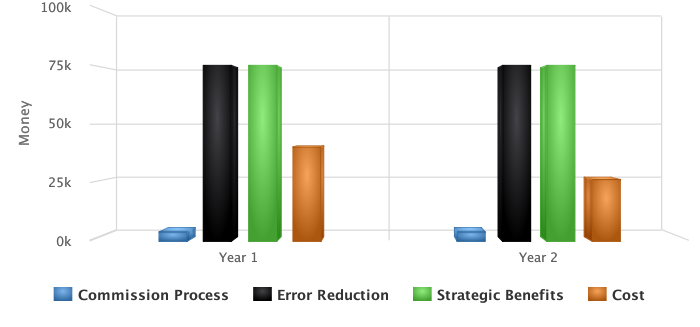 100k
75k
50k
25k
0k
Money
Year 1
Year 2
Commission Process
Error Reduction
Strategic Benefits
Cost